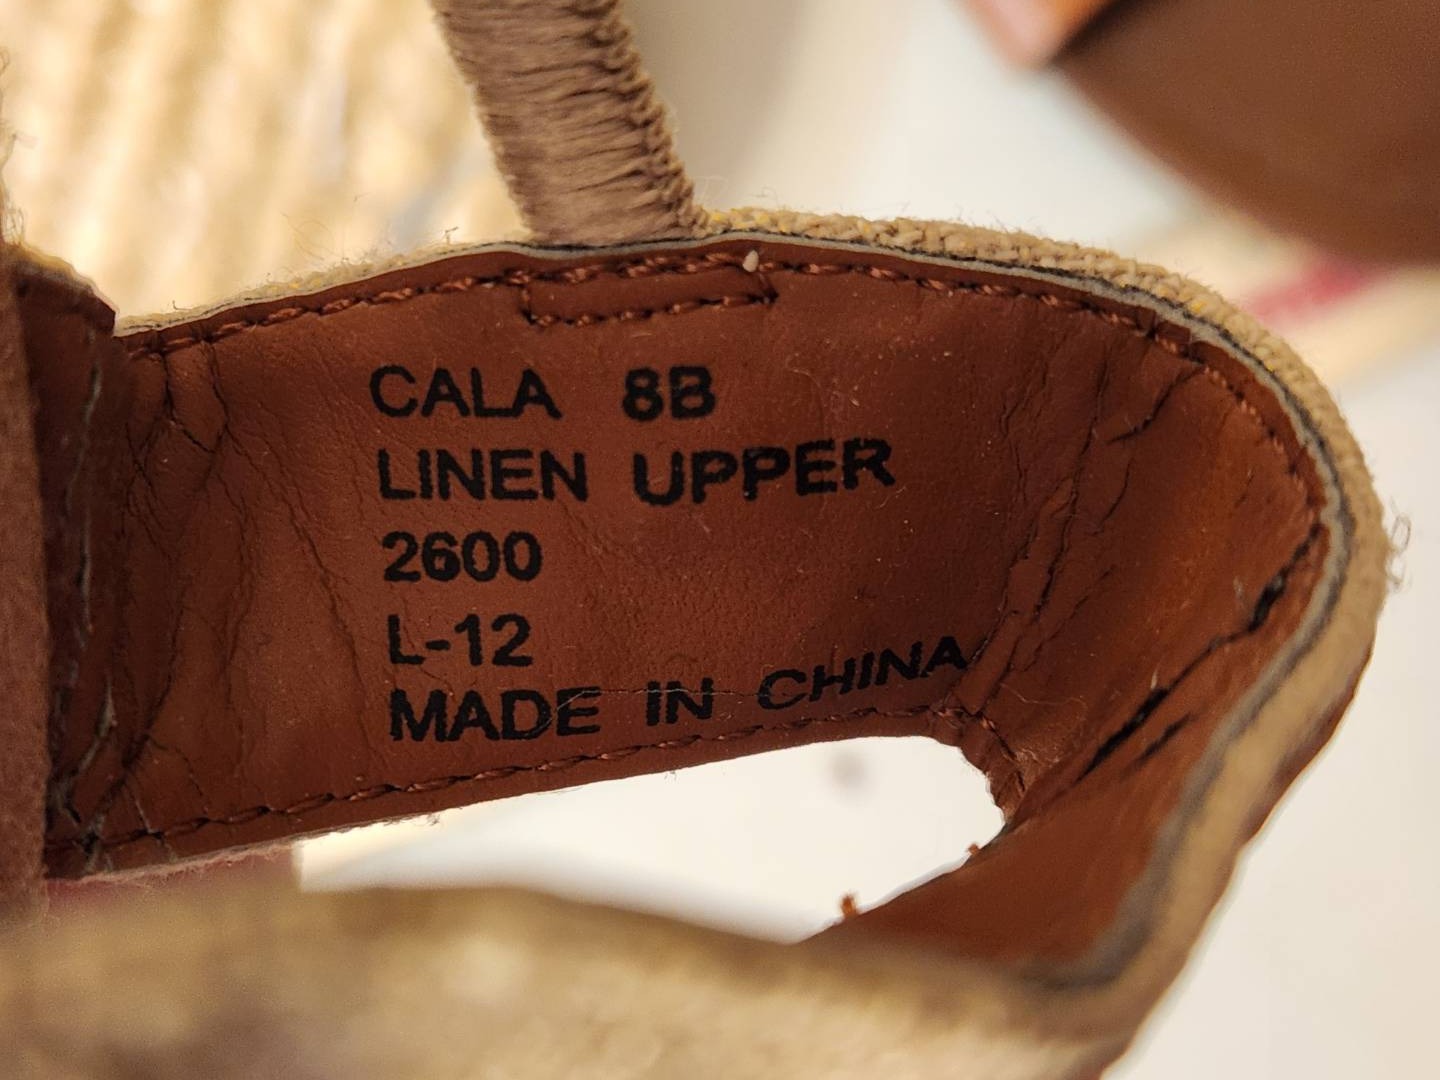 CALA 8B
LINEN UPPER
2600
L-12
MADE IN CHINA